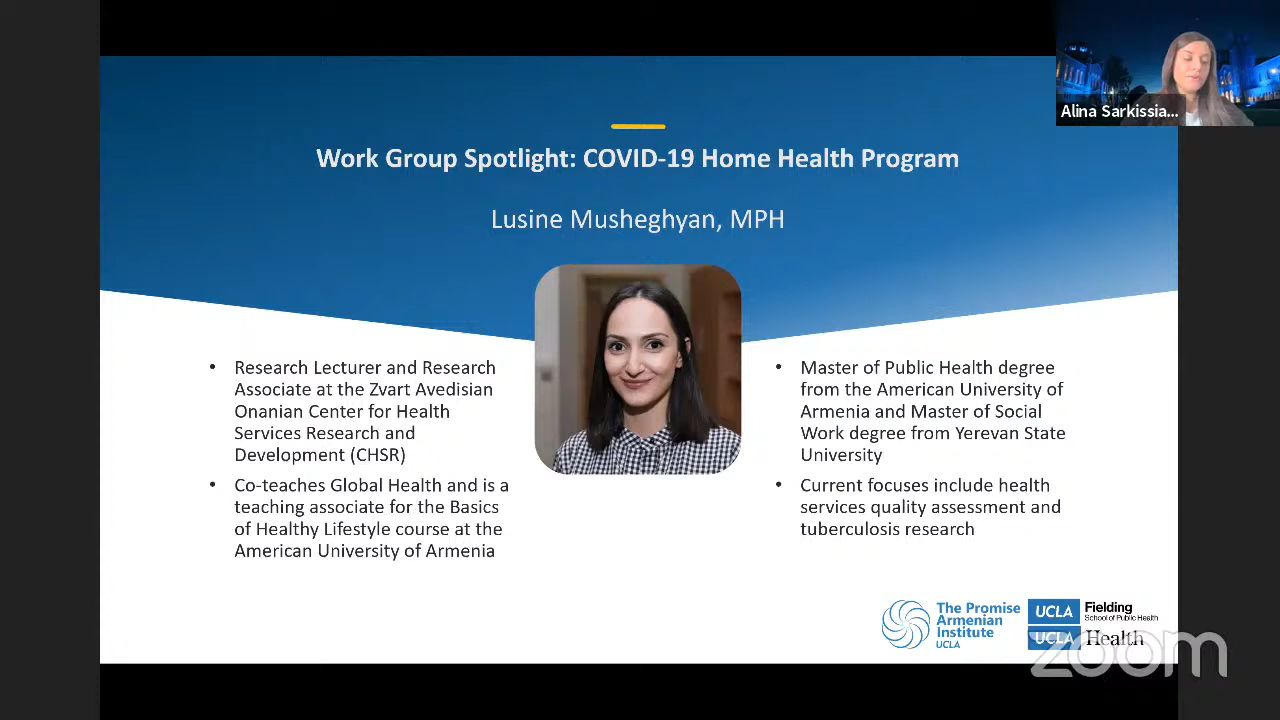 Alina Sarkissia...
Work Group Spotlight: COVID-19 Home Health Program
Lusine Musheghyan, MPH
• Research Lecturer and Research
Associate at the Zvart Avedisian
Onanian Center for Health
Services Research and
Development (CHSR)
• Co-teaches Global Health and is a
teaching associate for the Basics
of Healthy Lifestyle course at the
American University of Armenia
• Master of Public Health degree
from the American University of
Armenia and Master of Social
Work degree from Yerevan State
University
• Current focuses include health
services quality assessment and
tuberculosis research
The Promise
Armenian
Institute
UCLA
UCLA Fielding
School of Public Health
UCLA Health
zoom